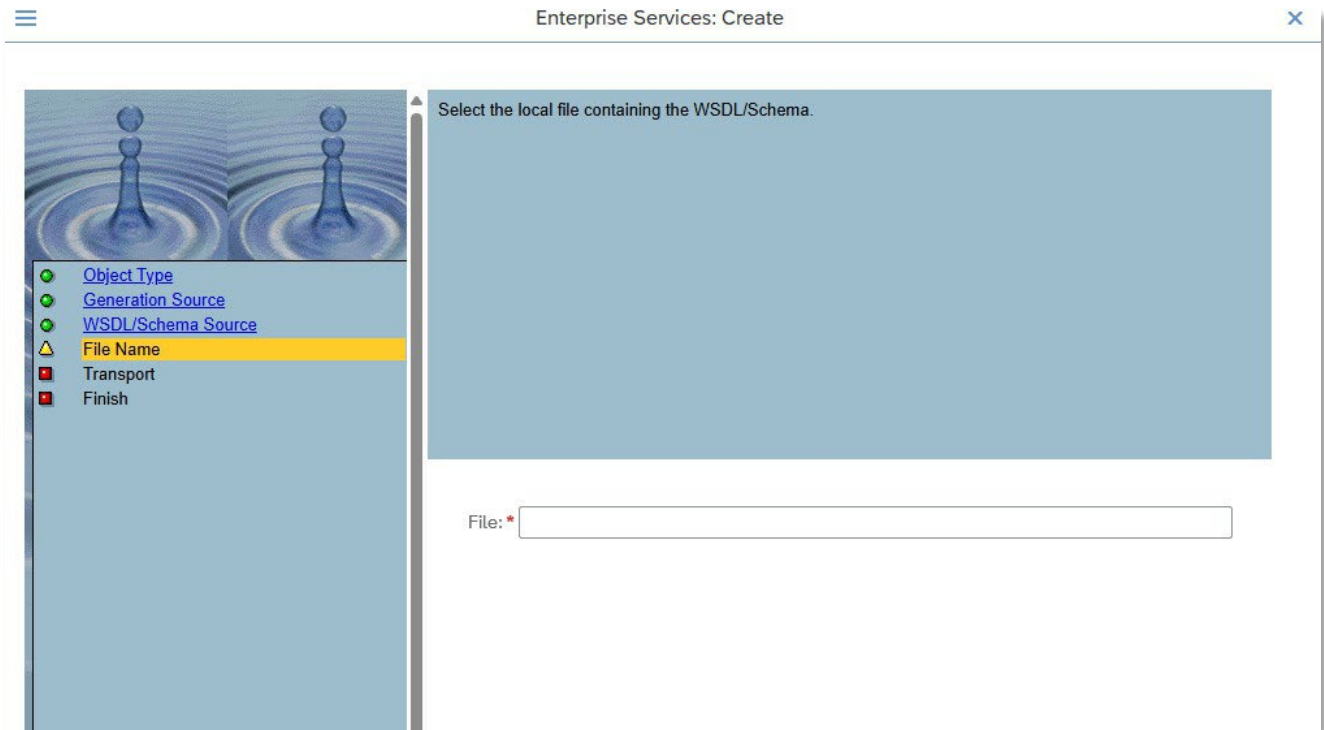 Enterprise Services: Create
Select the local file containing the WSDL/Schema.
Object Type
Generation Source
WSDL/Schema Source
File Name
Transport
Finish
File: *